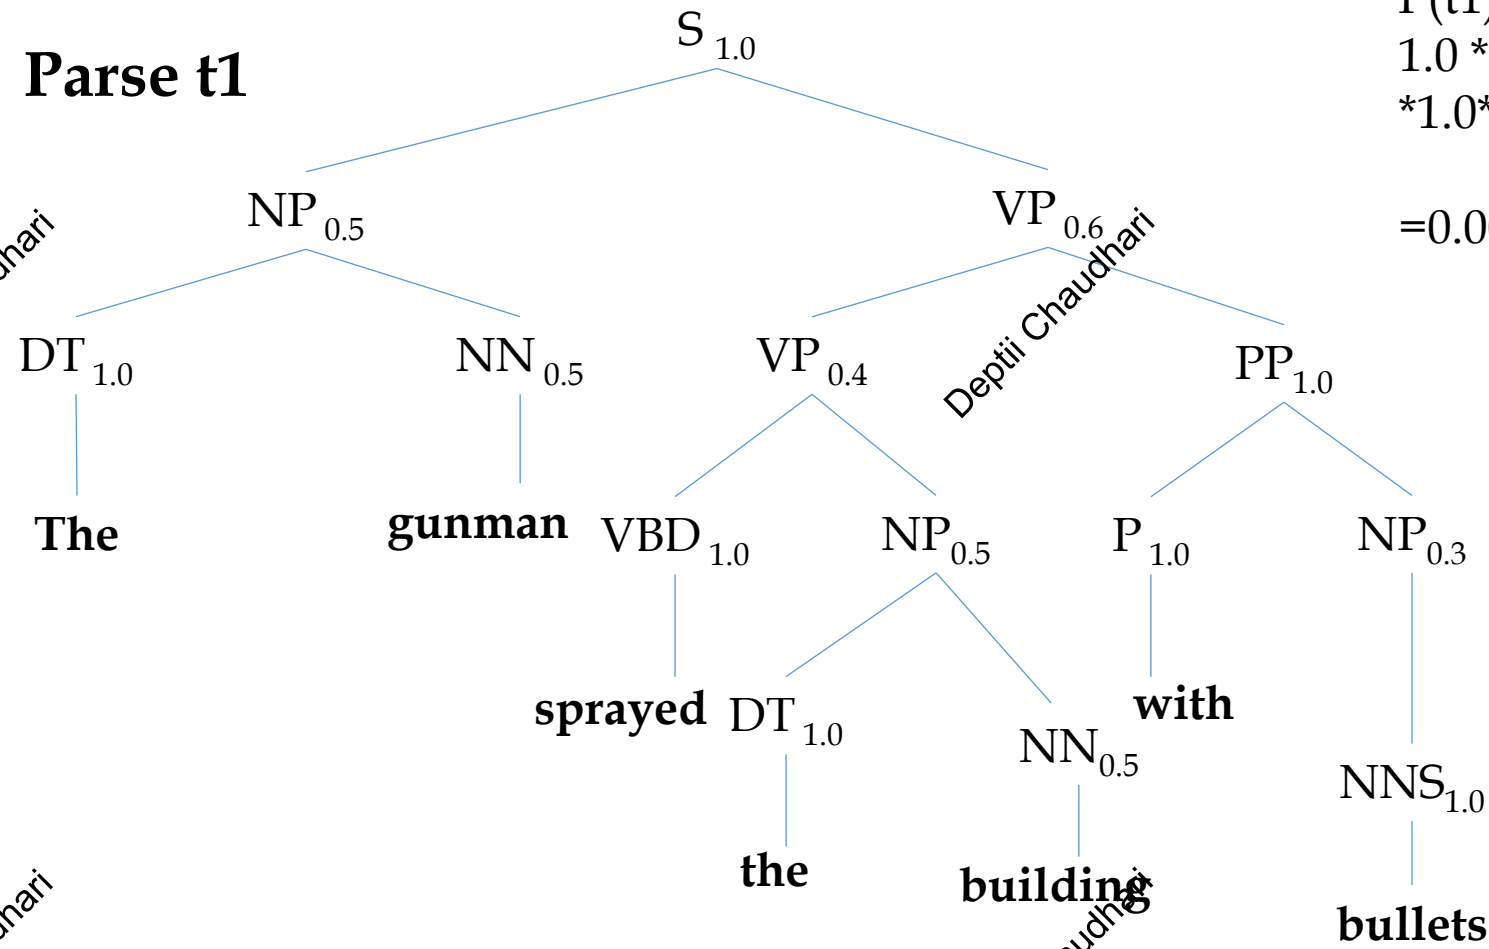 S 1.0
Parse t1
1.0 *
*1.0*
NP 0.5
VP 0.6
=0.0
DT 1.0
NN 0.5
VP 0.4
Deptii Chaudhari
PP 1.0
The
gunman
VBD 1.0
NP 0.5
P 1.0
NP 0.3
sprayed
DT 1.0
with
NN 0.5
NNS 1.0
the
building
bullets